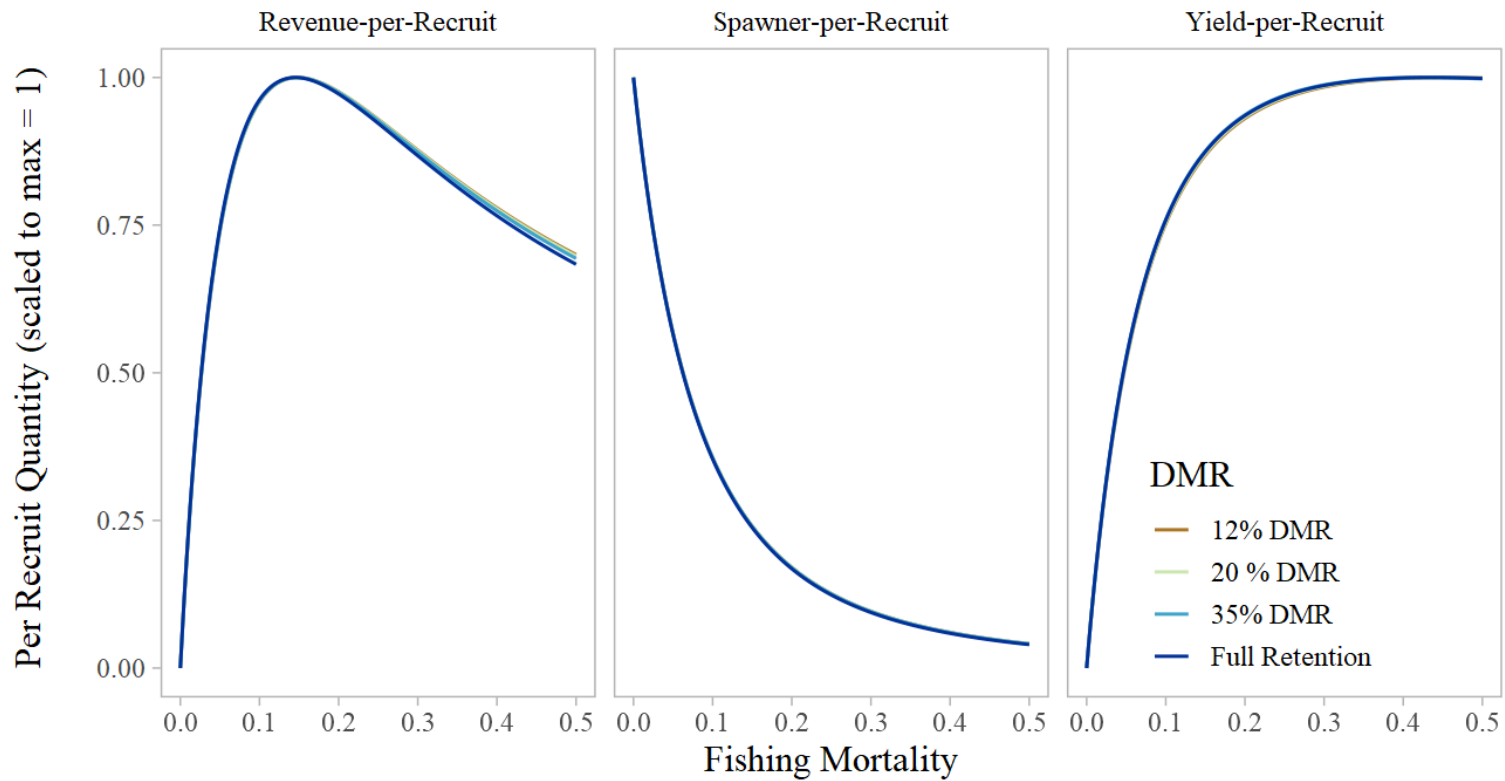 Revenue-per-Recruit
Spawner-per-Recruit
Yield-per-Recruit
Per Recruit Quantity (scaled to max = 1)
1.00
0.75
0.50
0.25
0.00
DMR
12% DMR
20 % DMR
35% DMR
Full Retention
0.0 0.1 0.2 0.3 0.4 0.5
0.0 0.1 0.2 0.3 0.4 0.5
0.0 0.1 0.2 0.3 0.4 0.5
Fishing Mortality